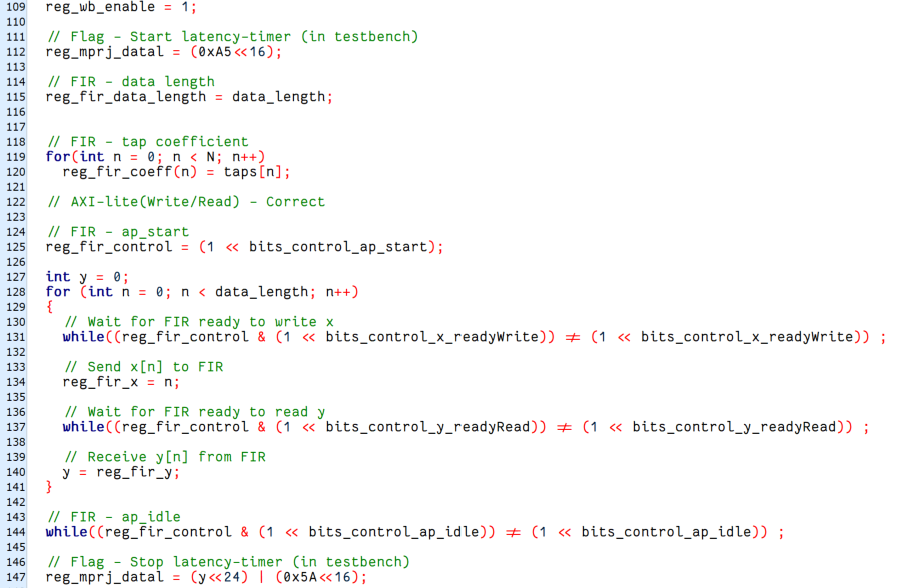 109 reg_wb_enable = 1;
110
111 // Flag - Start latency-timer (in testbench)
112 reg_mprj_datal = (0xA5<<16);
113
114 // FIR - data length
115 reg_fir_data_length = data_length;
116
117
118 // FIR - tap coefficient
119 for(int n = 0; n < N; n++)
120 reg_fir_coeff(n) = taps[n];
121
122 // AXI-lite(Write/Read) - Correct
123
124 // FIR - ap_start
125 reg_fir_control = (1 << bits_control_ap_start);
126
127 int y = 0;
128 for (int n = 0; n < data_length; n++)
129 {
130 // Wait for FIR ready to write x
131 while((reg_fir_control & (1 << bits_control_x_readyWrite)) ≠ (1 << bits_control_x_readyWrite)) ;
132
133 // Send x[n] to FIR
134 reg_fir_x = n;
135
136 // Wait for FIR ready to read y
137 while((reg_fir_control & (1 << bits_control_y_readyRead)) ≠ (1 << bits_control_y_readyRead)) ;
138
139 // Receive y[n] from FIR
140 y = reg_fir_y;
141 }
142
143 // FIR - ap_idle
144 while((reg_fir_control & (1 << bits_control_ap_idle)) ≠ (1 << bits_control_ap_idle)) ;
145
146 // Flag - Stop latency-timer (in testbench)
147 reg_mprj_datal = (y<<24) | (0x5A<<16);